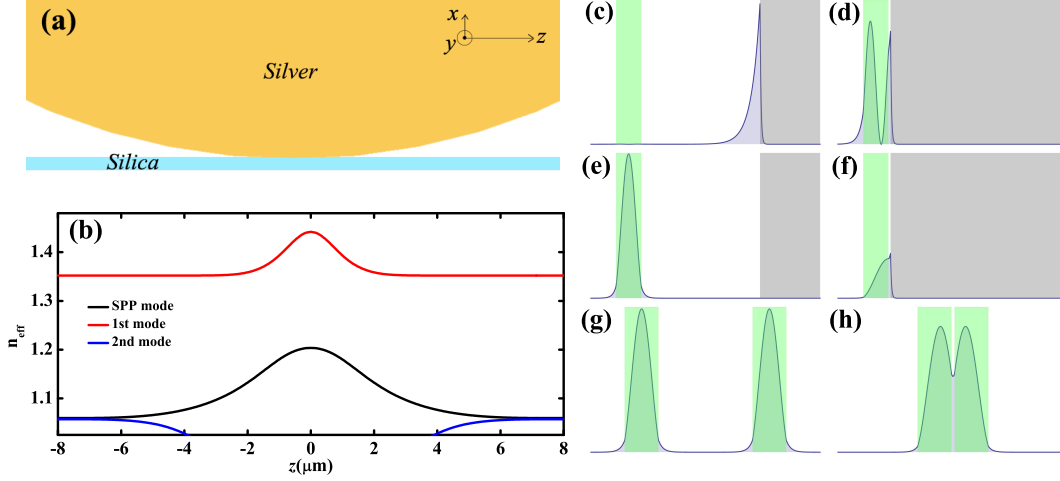 (a)
x
y
z
Silver
Silica
(b)
n_eff
1.4
1.3
1.2
1.1
SPP mode
1st mode
2nd mode
-8 -6 -4 -2 0 2 4 6 8
z(μm)
(c)
(d)
(e)
(f)
(g)
(h)